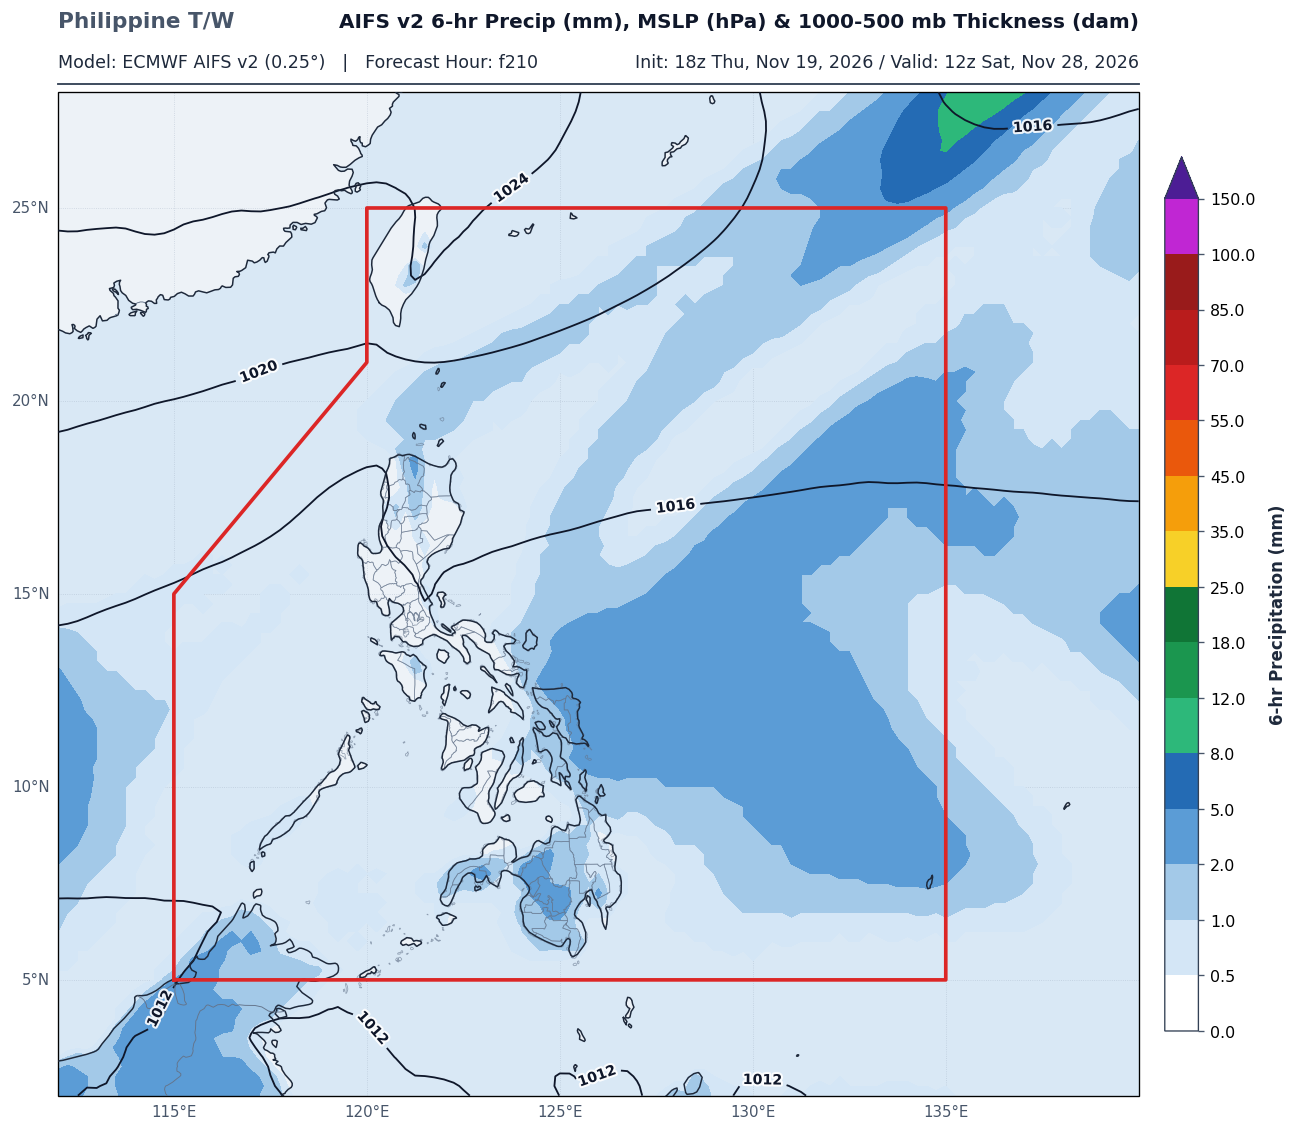 Philippine T/W
AIFS v2 6-hr Precip (mm), MSLP (hPa) & 1000-500 mb Thickness (dam)
Model: ECMWF AIFS v2 (0.25°) | Forecast Hour: f210
Init: 18z Thu, Nov 19, 2026 / Valid: 12z Sat, Nov 28, 2026
1016
1024
1020
1016
1012
1012
1012
1012
25°N
20°N
15°N
10°N
5°N
115°E
120°E
125°E
130°E
135°E
150.0
100.0
85.0
70.0
55.0
45.0
35.0
25.0
18.0
12.0
8.0
5.0
2.0
1.0
0.5
0.0
6-hr Precipitation (mm)